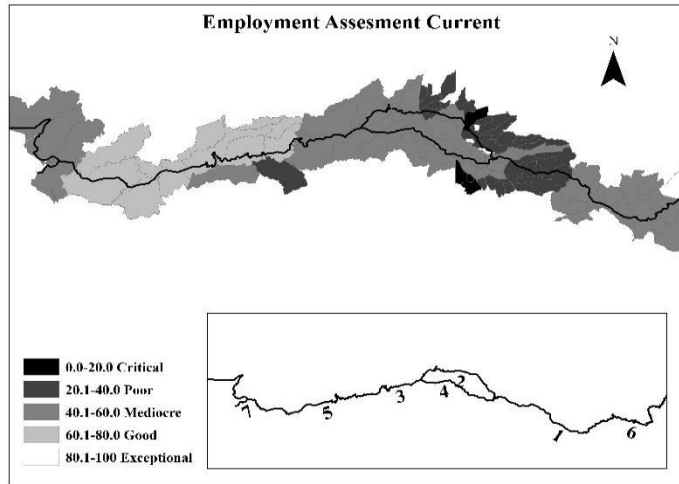 Employment Assesment Current
N
0.0-20.0 Critical
20.1-40.0 Poor
40.1-60.0 Mediocre
60.1-80.0 Good
80.1-100 Exceptional
2
3
4
7
5
1
6